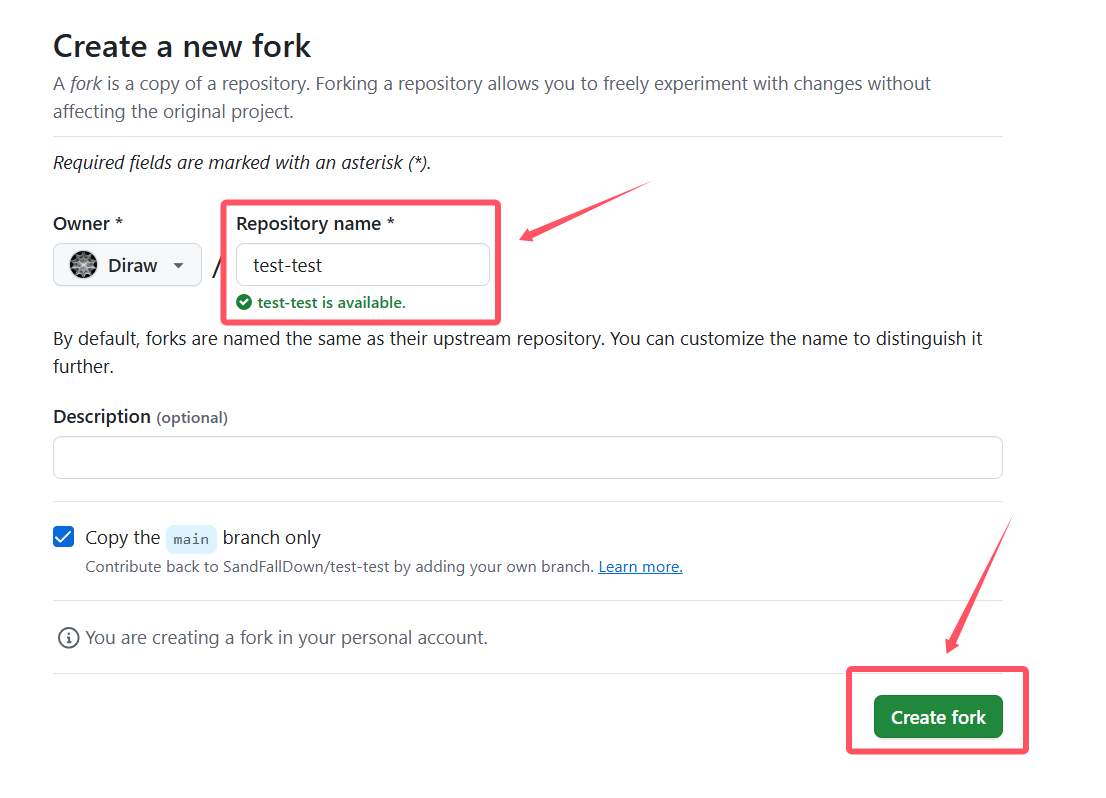 Create a new fork
A fork is a copy of a repository. Forking a repository allows you to freely experiment with changes without
affecting the original project.
Required fields are marked with an asterisk (*).
Owner *
Repository name *
Diraw
/
test-test
test-test is available.
By default, forks are named the same as their upstream repository. You can customize the name to distinguish it
further.
Description (optional)
Copy the main branch only
Contribute back to SandFallDown/test-test by adding your own branch. Learn more.
You are creating a fork in your personal account.
Create fork